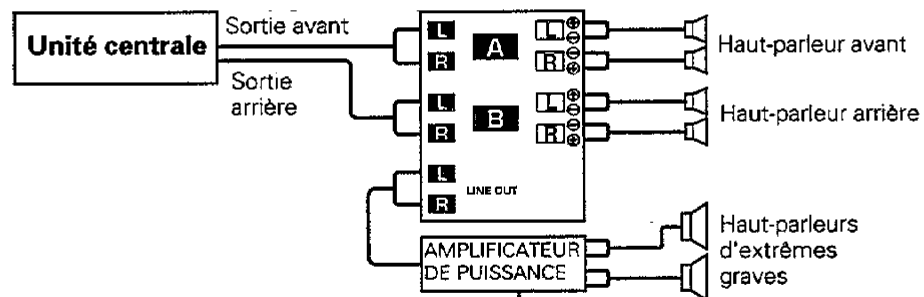 Unité centrale
Sortie avant
Sortie
arrière
L
R
A
L
R
L
R
B
L
R
L
R
LINE OUT
Haut-parleur avant
Haut-parleur arrière
AMPLIFICATEUR
DE PUISSANCE
Haut-parleurs
d'extrêmes
graves